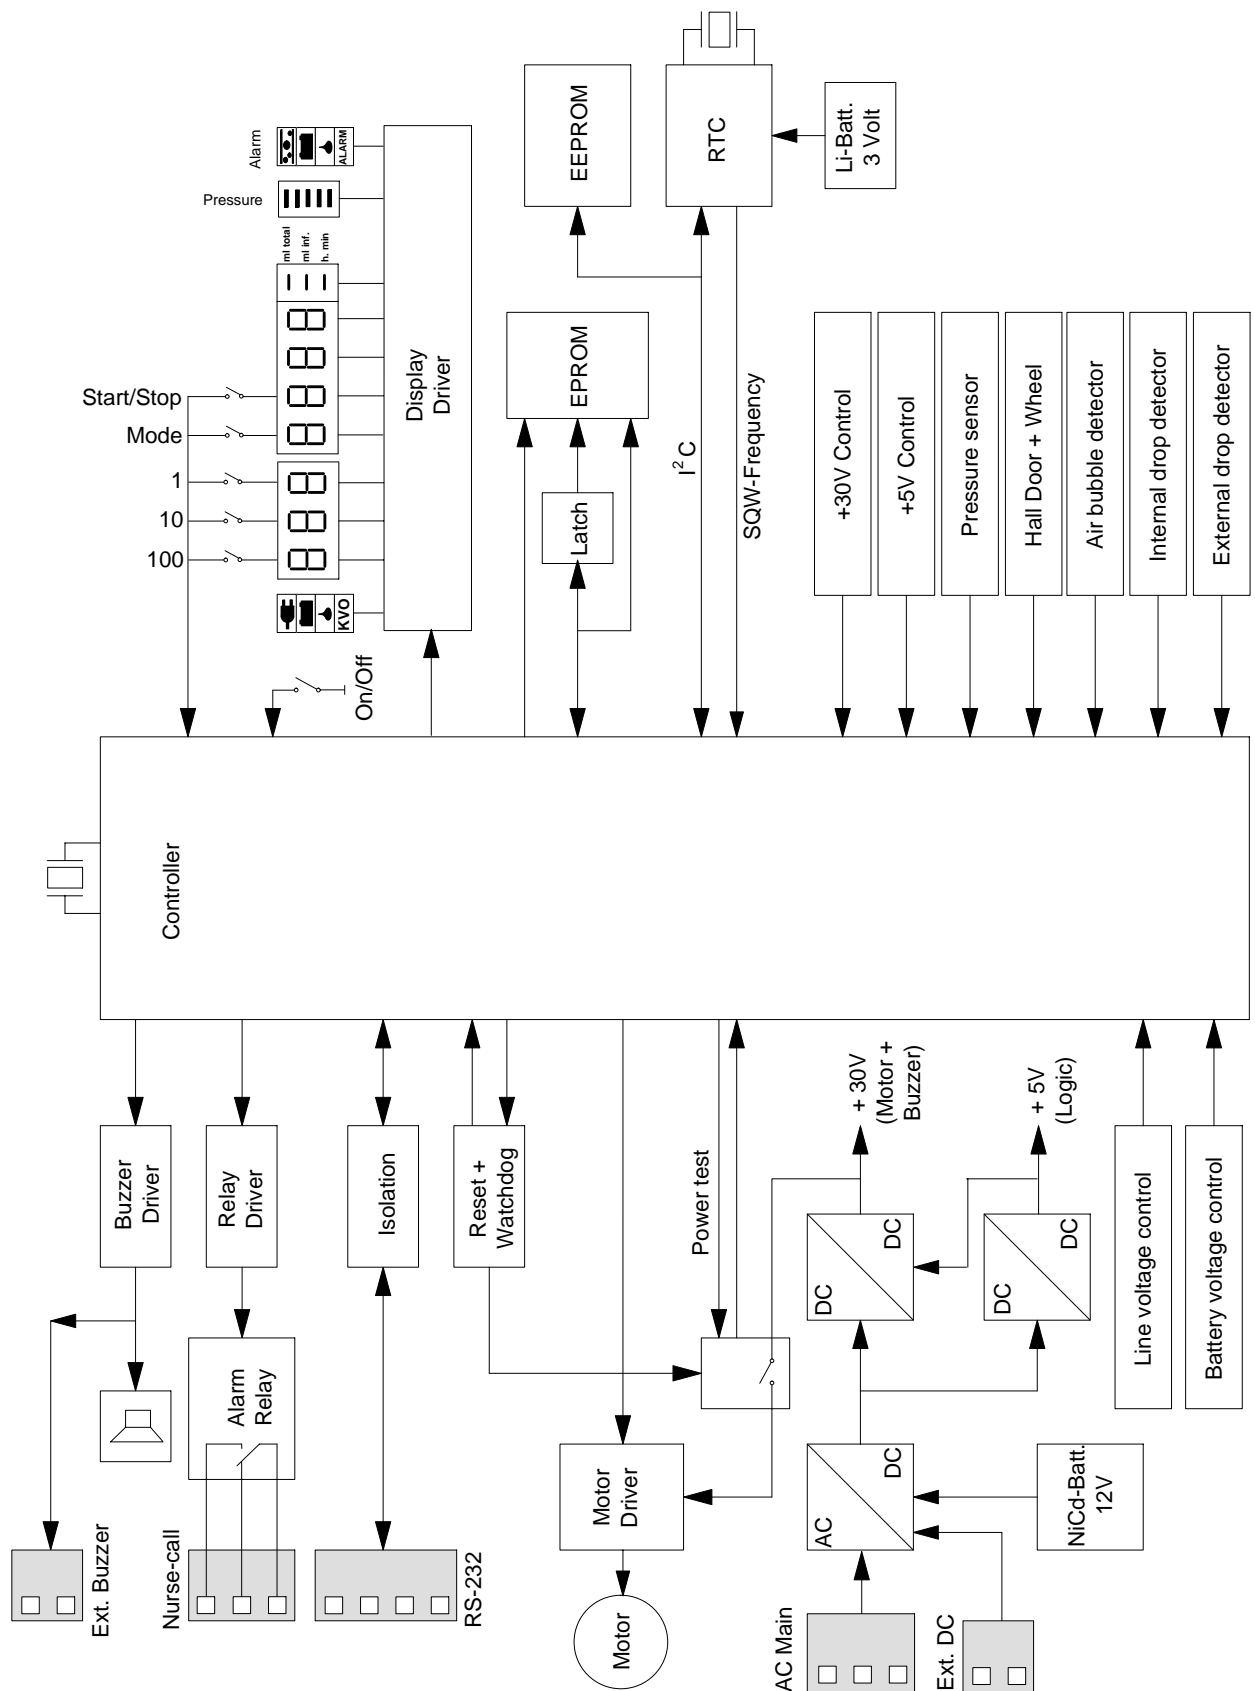 Alarm
ALARM
Pressure
ml total
ml inf.
h. min
Start/Stop
Mode
1
10
100
KVO
On/Off
Display
Driver
EEPROM
RTC
Li-Batt.
3 Volt
EPROM
Latch
I²C
SQW-Frequency
+30V Control
+5V Control
Pressure sensor
Hall Door + Wheel
Air bubble detector
Internal drop detector
External drop detector
Controller
Buzzer
Driver
Relay
Driver
Isolation
Reset +
Watchdog
Power test
+ 30V
(Motor +
Buzzer)
+ 5V
(Logic)
DC
DC
DC
DC
Line voltage control
Battery voltage control
Alarm
Relay
Motor
Driver
AC
DC
NiCd-Batt.
12V
Ext. Buzzer
Nurse-call
RS-232
Motor
AC Main
Ext. DC